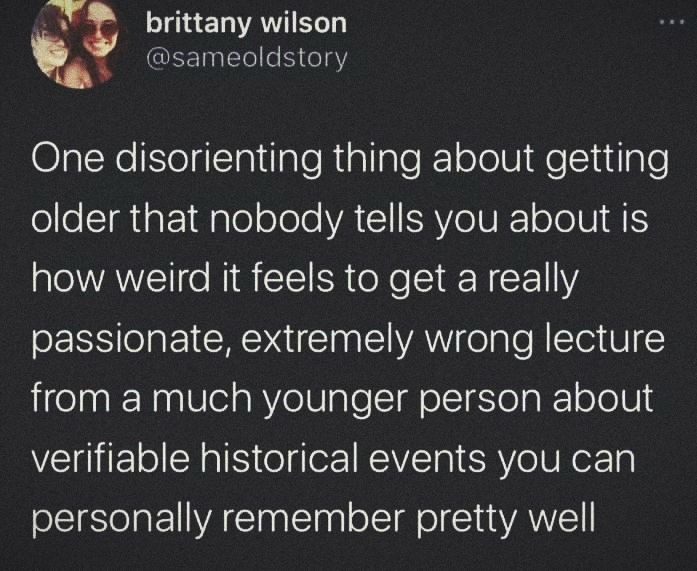 brittany wilson
@sameoldstory
One disorienting thing about getting
older that nobody tells you about is
how weird it feels to get a really
passionate, extremely wrong lecture
from a much younger person about
verifiable historical events you can
personally remember pretty well